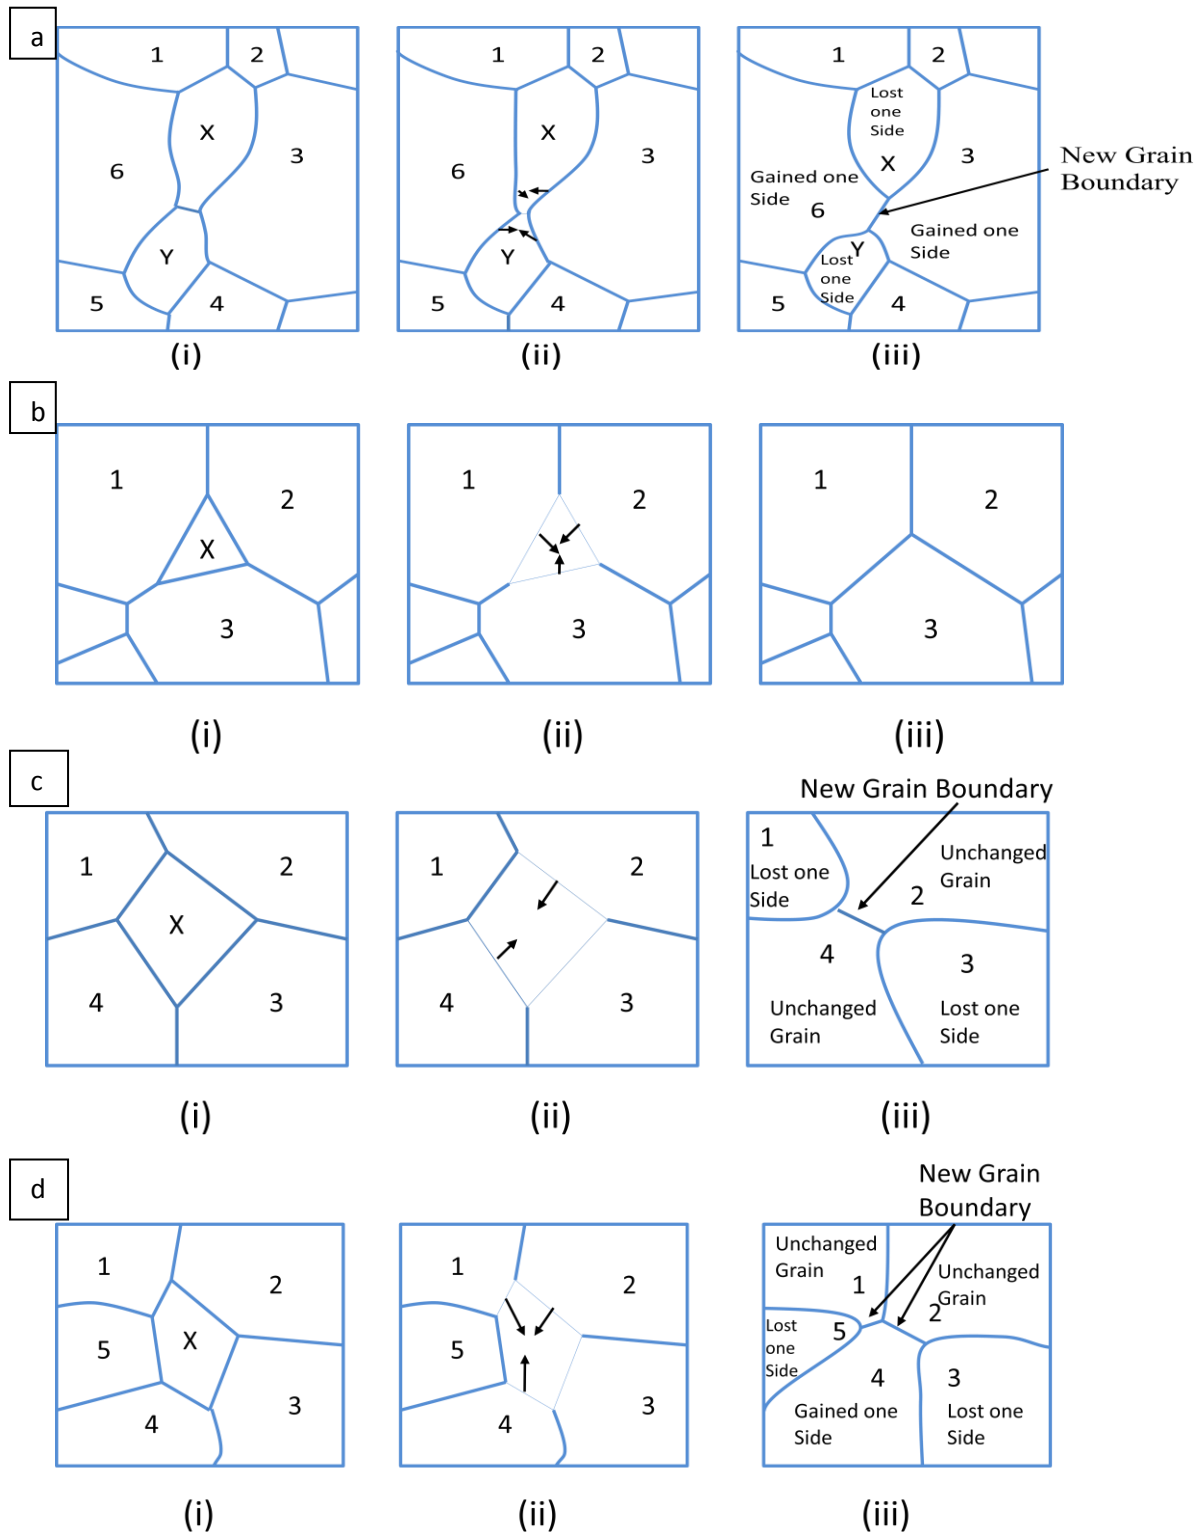 a
1
2
X
3
6
Y
5
4
(i)
1
2
X
3
6
Y
5
4
(ii)
1
2
Lost
one
Side
X
3
Gained one
Side
6
Y
Gained one
Side
Lost
one
Side
5
4
(iii)
New Grain
Boundary
b
1
2
X
3
(i)
1
2
3
(ii)
1
2
3
(iii)
c
1
2
X
4
3
(i)
1
2
4
3
(ii)
New Grain Boundary
1
Lost one
Side
Unchanged
Grain
2
4
3
Unchanged
Grain
Lost one
Side
(iii)
d
1
2
X
5
3
4
(i)
1
2
5
3
4
(ii)
New Grain
Boundary
Unchanged
Grain
1
Unchanged
Grain
2
Lost
one
Side
5
4
3
Gained one
Side
Lost one
Side
(iii)